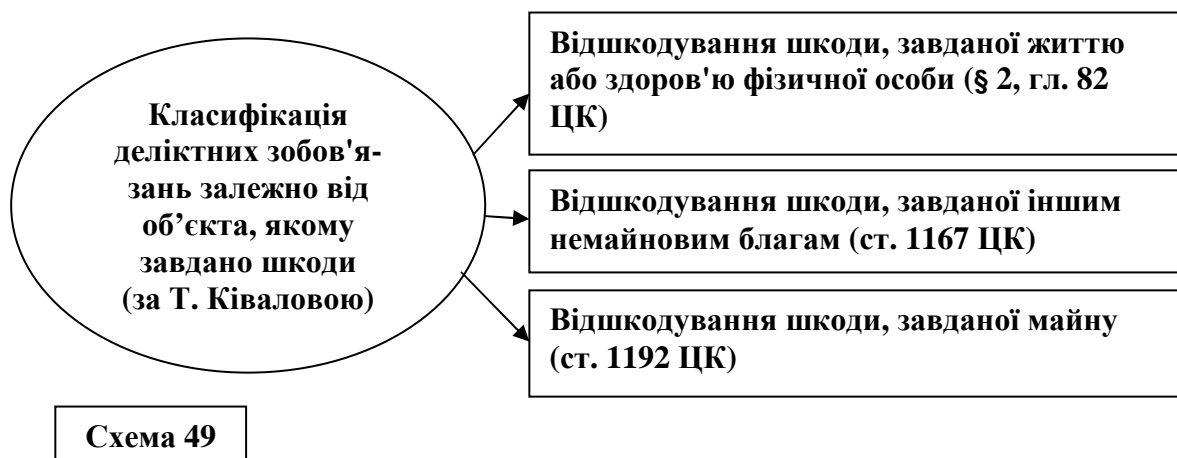 Класифікація
деліктних зобов'я-
зань залежно від
об’єкта, якому
завдано шкоди
(за Т. Ківаловою)
Відшкодування шкоди, завданої життю
або здоров'ю фізичної особи (§ 2, гл. 82
ЦК)
Відшкодування шкоди, завданої іншим
немайновим благам (ст. 1167 ЦК)
Відшкодування шкоди, завданої майну
(ст. 1192 ЦК)
Схема 49